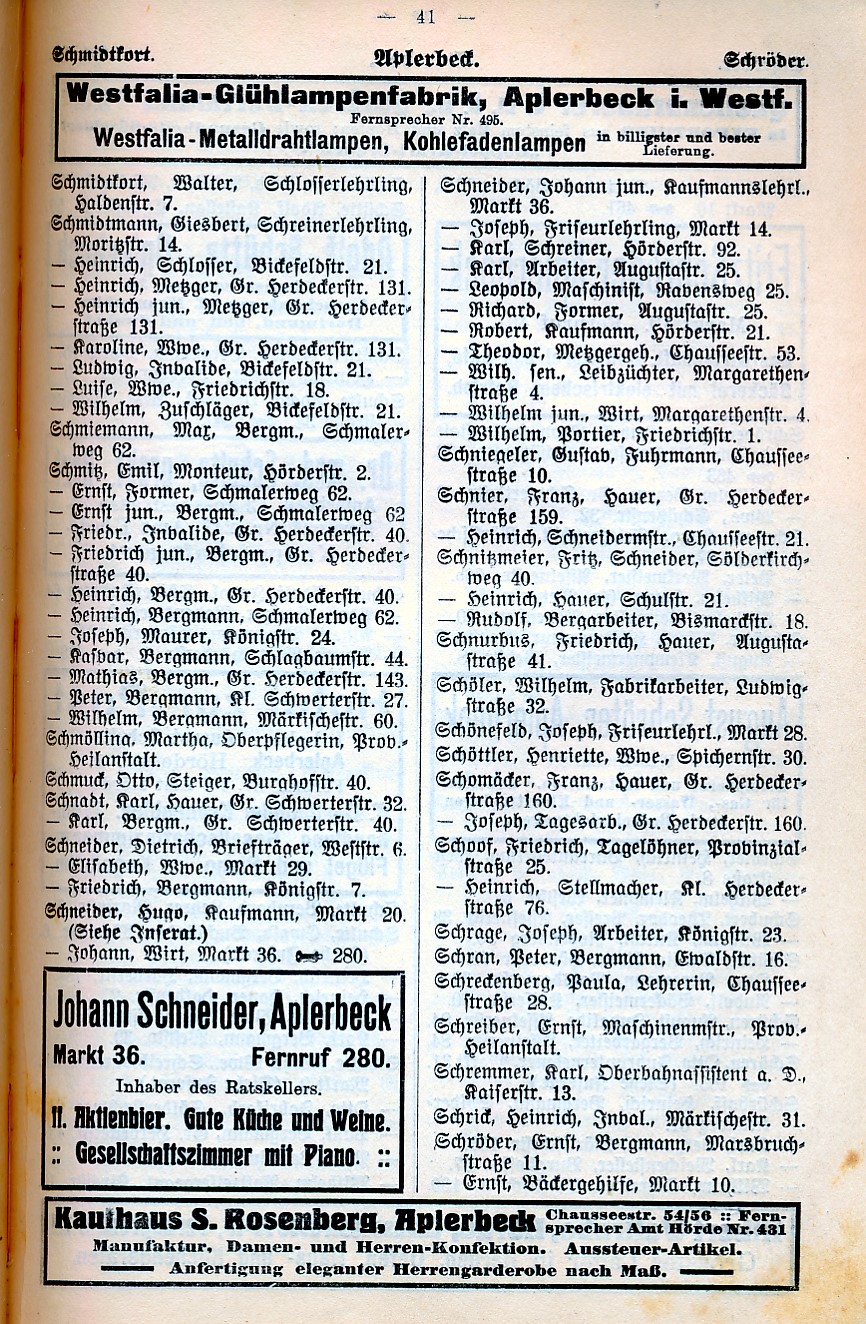 — 41 —
Schmidtkort.
Aplerbeck.
Schröder.
Westfalia-Glühlampenfabrik, Aplerbeck i. Westf.
Fernsprecher Nr. 495.
Westfalia-Metalldrahtlampen, Kohlefadenlampen in billigster und bester
Lieferung.
Schmidtkort, Walter, Schlosserlehrling,
Haldenstr. 7.
Schmidtmann, Giesbert, Schreinerlehrling,
Moritzstr. 14.
— Heinrich, Schlosser, Bickefeldstr. 21.
— Heinrich, Metzger, Gr. Herdeckerstr. 131.
— Heinrich jun., Metzger, Gr. Herdecker-
straße 131.
— Karoline, Wwe., Gr. Herdeckerstr. 131.
— Ludwig, Invalide, Bickefeldstr. 21.
— Luise, Wwe., Friedrichstr. 18.
— Wilhelm, Zuschläger, Bickefeldstr. 21.
Schmiemann, Max, Bergm., Schmaler-
weg 62.
Schmitz, Emil, Monteur, Hörderstr. 2.
— Ernst, Former, Schmalerweg 62.
— Ernst jun., Bergm., Schmalerweg 62
— Friedr., Invalide, Gr. Herdeckerstr. 40.
— Friedrich jun., Bergm., Gr. Herdecker-
straße 40.
— Heinrich, Bergm., Gr. Herdeckerstr. 40.
— Heinrich, Bergmann, Schmalerweg 62.
— Joseph, Maurer, Königstr. 24.
— Kaspar, Bergmann, Schlagbaumstr. 44.
— Mathias, Bergm., Gr. Herdeckerstr. 143.
— Peter, Bergmann, Kl. Schwerterstr. 27.
— Wilhelm, Bergmann, Märkischestr. 60.
Schmölling, Martha, Oberpflegerin, Prov.-
Heilanstalt.
Schmuck, Otto, Steiger, Burghofstr. 40.
Schnadt, Karl, Hauer, Gr. Schwerterstr. 32.
— Karl, Bergm., Gr. Schwerterstr. 40.
Schneider, Dietrich, Briefträger, Weststr. 6.
— Elisabeth, Wwe., Markt 29.
— Friedrich, Bergmann, Königstr. 7.
Schneider, Hugo, Kaufmann, Markt 20.
(Siehe Inserat.)
— Johann, Wirt, Markt 36. 280.
Johann Schneider, Aplerbeck
Markt 36. Fernruf 280.
Inhaber des Ratskellers.
ff. Aktienbier. Gute Küche und Weine.
:: Gesellschaftszimmer mit Piano. ::
Schneider, Johann jun., Kaufmannslehrl.,
Markt 36.
— Joseph, Friseurlehrling, Markt 14.
— Karl, Schreiner, Hörderstr. 92.
— Karl, Arbeiter, Augustastr. 25.
— Leopold, Maschinist, Rabensweg 25.
— Richard, Former, Augustastr. 25.
— Robert, Kaufmann, Hörderstr. 21.
— Theodor, Metzgergeh., Chausseestr. 53.
— Wilh. sen., Leibzüchter, Margarethen-
straße 4.
— Wilhelm jun., Wirt, Margarethenstr. 4.
— Wilhelm, Portier, Friedrichstr. 1.
Schniegeler, Gustav, Fuhrmann, Chaussee-
straße 10.
Schnier, Franz, Hauer, Gr. Herdecker-
straße 159.
— Heinrich, Schneidermstr., Chausseestr. 21.
Schnitzmeier, Fritz, Schneider, Sölderkirch-
weg 40.
— Heinrich, Hauer, Schulstr. 21.
— Rudolf, Bergarbeiter, Bismarckstr. 18.
Schnurbus, Friedrich, Hauer, Augusta-
straße 41.
Schöler, Wilhelm, Fabrikarbeiter, Ludwig-
straße 32.
Schönefeld, Joseph, Friseurlehrl., Markt 28.
Schöttler, Henriette, Wwe., Spichernstr. 30.
Schomäcker, Franz, Hauer, Gr. Herdecker-
straße 160.
— Joseph, Tagesarb., Gr. Herdeckerstr. 160.
Schoof, Friedrich, Tagelöhner, Provinzial-
straße 25.
— Heinrich, Stellmacher, Kl. Herdecker-
straße 76.
Schrage, Joseph, Arbeiter, Königstr. 23.
Schran, Peter, Bergmann, Ewaldstr. 16.
Schreckenberg, Paula, Lehrerin, Chaussee-
straße 28.
Schreiber, Ernst, Maschinenmstr., Prov.-
Heilanstalt.
Schremmer, Karl, Oberbahnassistent a. D.,
Kaiserstr. 13.
Schrick, Heinrich, Inval., Märkischestr. 31.
Schröder, Ernst, Bergmann, Marsbruch-
straße 11.
— Ernst, Bäckergehilfe, Markt 10.
Kaufhaus S. Rosenberg, Aplerbeck Chausseestr. 54/56 :: Fern-
sprecher Amt Hörde Nr. 431
Manufaktur, Damen- und Herren-Konfektion. Aussteuer-Artikel.
Anfertigung eleganter Herrengarderobe nach Maß.